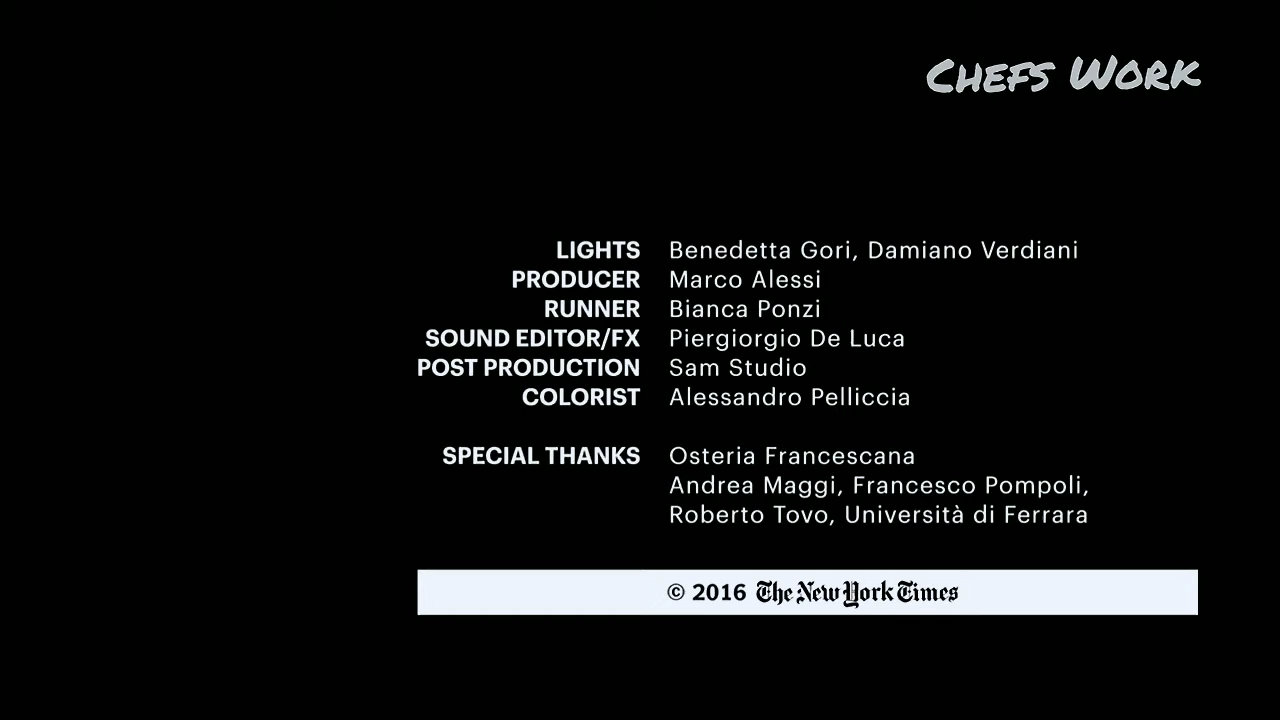 CHEFS WORK
LIGHTS Benedetta Gori, Damiano Verdiani
PRODUCER Marco Alessi
RUNNER Bianca Ponzi
SOUND EDITOR/FX Piergiorgio De Luca
POST PRODUCTION Sam Studio
COLORIST Alessandro Pelliccia
SPECIAL THANKS Osteria Francescana
Andrea Maggi, Francesco Pompoli,
Roberto Tovo, Università di Ferrara
© 2016 The New York Times